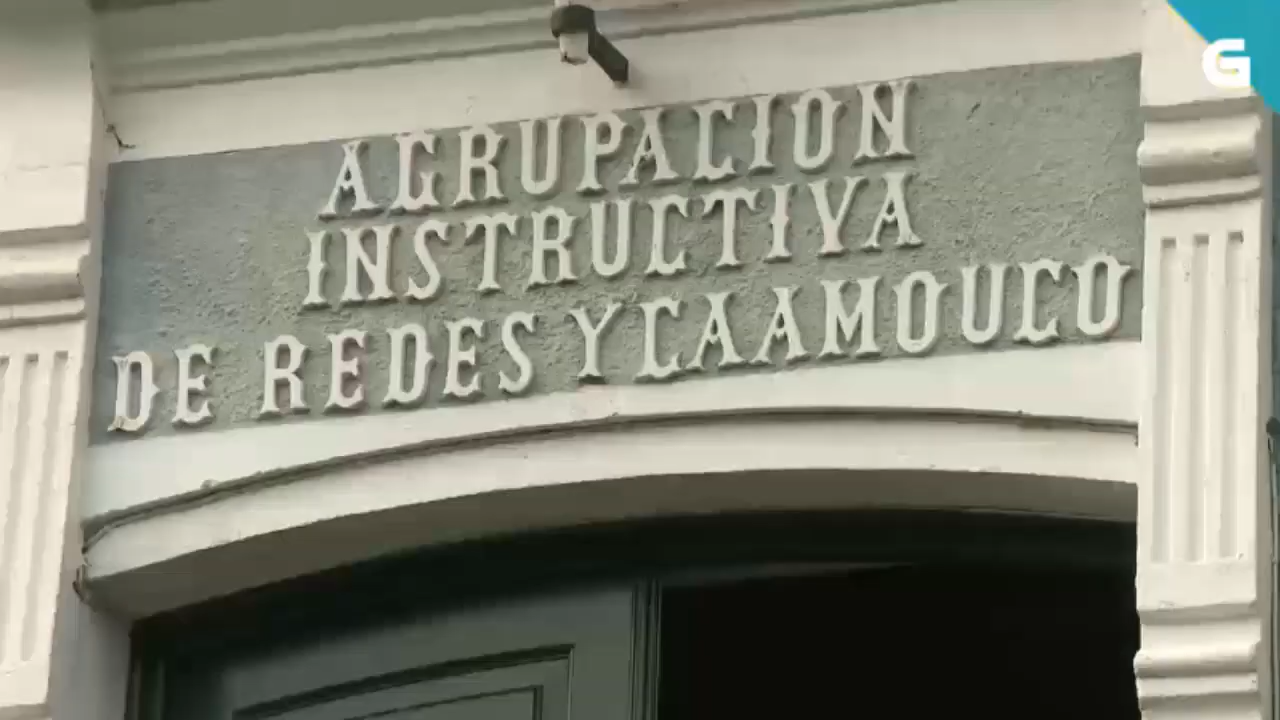 AGRUPACION
INSTRUCTIVA
DE REDES Y CAAMOUCO
G